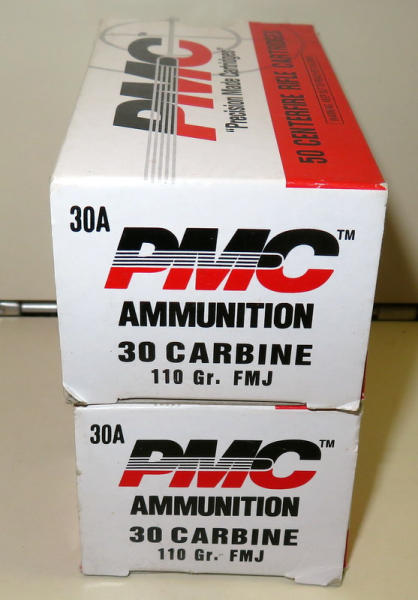 PMC
"Precision Made Cartridges"
50 CENTERFIRE RIFLE CARTRIDGES
30A
PMC™
AMMUNITION
30 CARBINE
110 Gr. FMJ
30A
PMC™
AMMUNITION
30 CARBINE
110 Gr. FMJ